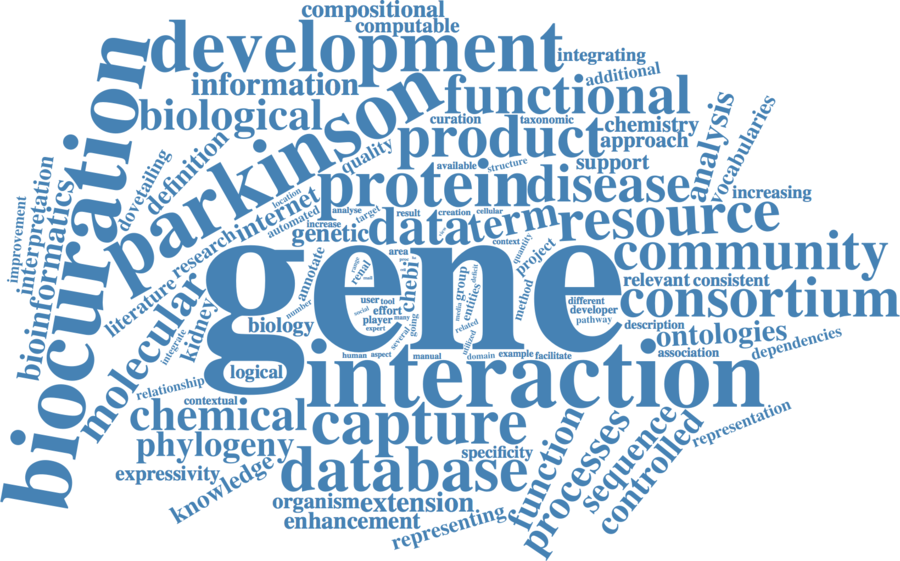 compositional
computable
development
integrating
information
additional
functional
biological
parkinson
curation
taxonomic
chemistry
product
approach
analysis
vocabularies
quality
definition
dovetailing
biocuration
available
structure
support
protein
disease
increasing
location
internet
automated
analyse
target
result
creation
cellular
increase
genetic
data
term
resource
context
interpretation
improvement
bioinformatics
literature
research
molecular
annotate
area
gene
quantity
project
community
renal
chebi
group
entities
deficit
media
method
relevant
consistent
consortium
number
user
tool
social
effort
player
many
expert
several
going
related
utilized
different
developer
pathway
description
ontologies
dependencies
kidney
integrate
biology
logical
human
aspect
manual
domain
example
facilitate
association
relationship
interaction
contextual
chemical
capture
phylogeny
specificity
expressivity
knowledge
database
function
processes
sequence
controlled
representation
organism
extension
enhancement
representing